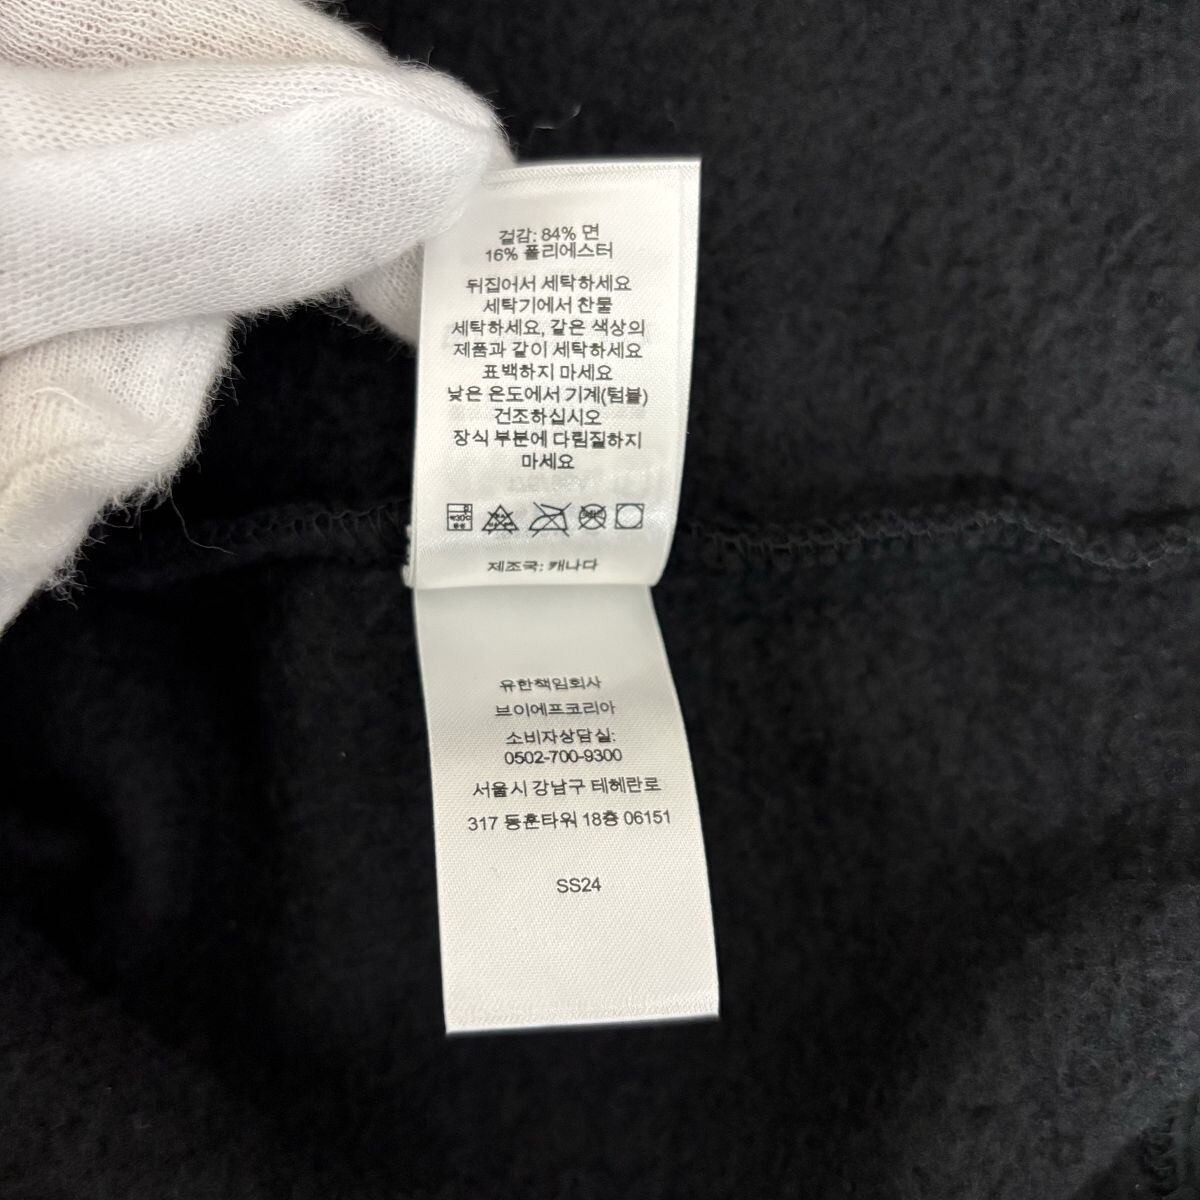 겉감: 84% 면
16% 폴리에스터
뒤집어서 세탁하세요
세탁기에서 찬물
세탁하세요, 같은 색상의
제품과 같이 세탁하세요
표백하지 마세요
낮은 온도에서 기계(텀블)
건조하십시오
장식 부분에 다림질하지
마세요
제조국: 캐나다
유한책임회사
브이에프코리아
소비자상담실:
0502-700-9300
서울시 강남구 테헤란로
317 동훈타워 18층 06151
SS24